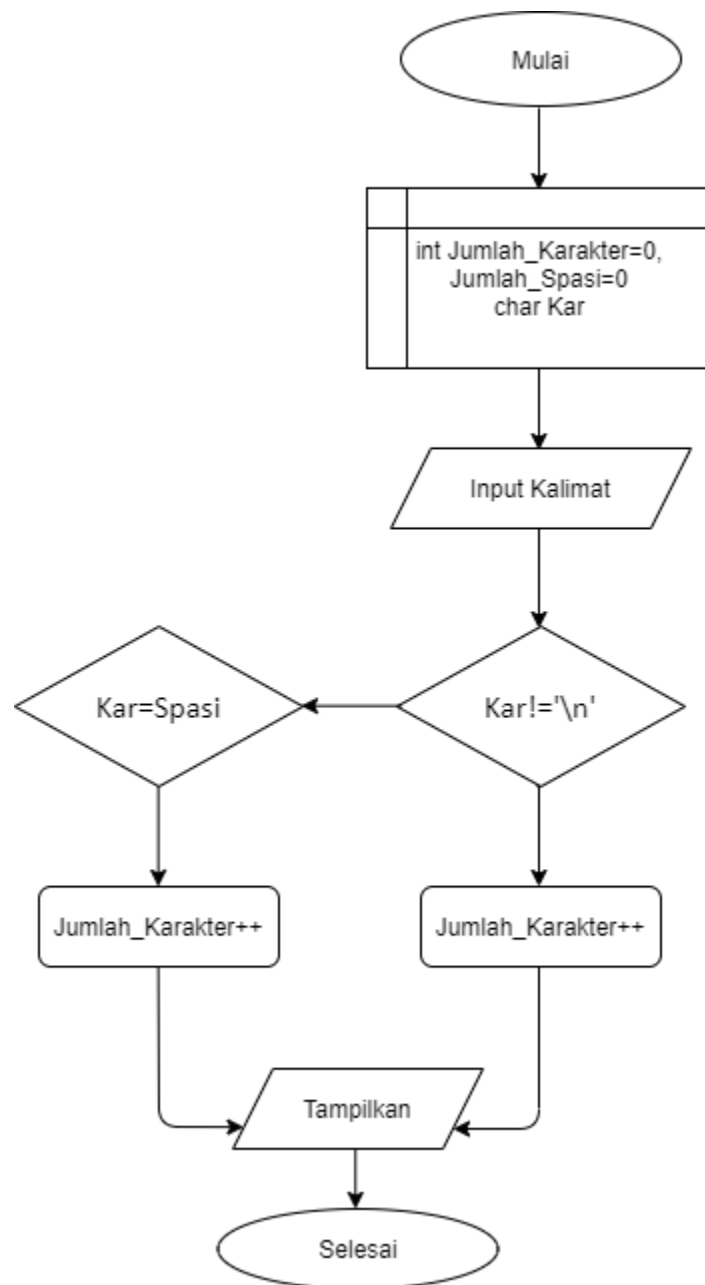 Mulai
int Jumlah_Karakter=0,
Jumlah_Spasi=0
char Kar
Input Kalimat
Kar=Spasi
Kar!='\n'
Jumlah_Karakter++
Jumlah_Karakter++
Tampilkan
Selesai